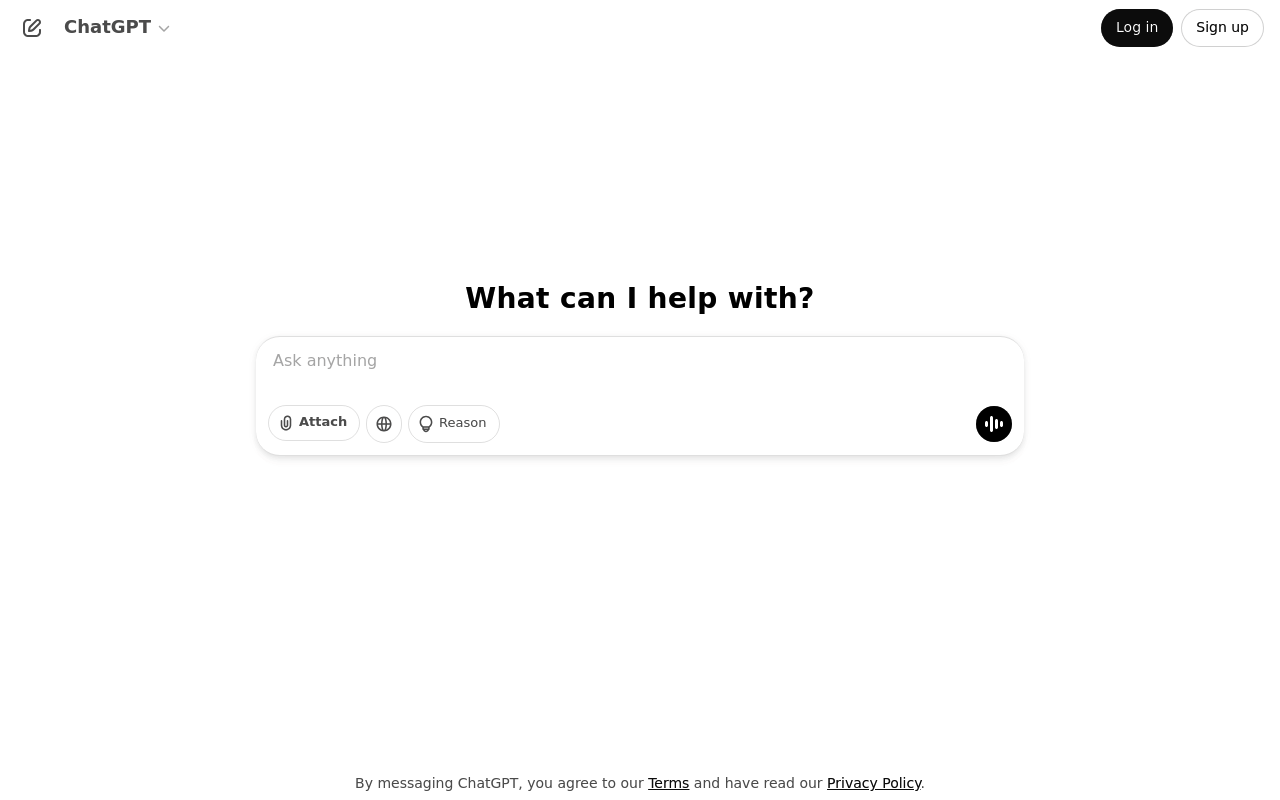 ChatGPT
Log in
Sign up
What can I help with?
Ask anything
Attach
Reason
By messaging ChatGPT, you agree to our Terms and have read our Privacy Policy.